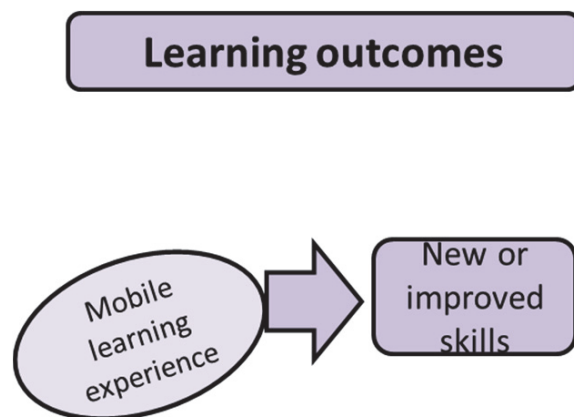 Learning outcomes
Mobile
learning
experience
New or
improved
skills